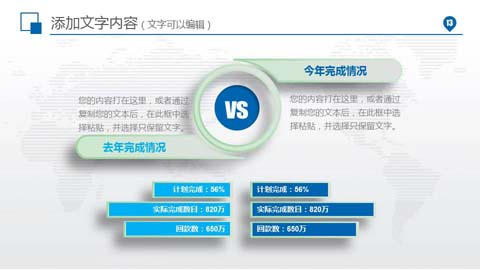 添加文字内容（文字可以编辑）
13
今年完成情况
您的内容打在这里，或者通过
复制您的文本后，在此框中选
择粘贴，并选择只保留文字。
VS
您的内容打在这里，或者通过
复制您的文本后，在此框中
选择粘贴，并选择只保留文字。
去年完成情况
计划完成：56%
计划完成：56%
实际完成数目：820万
实际完成数目：820万
回款数：650万
回款数：650万